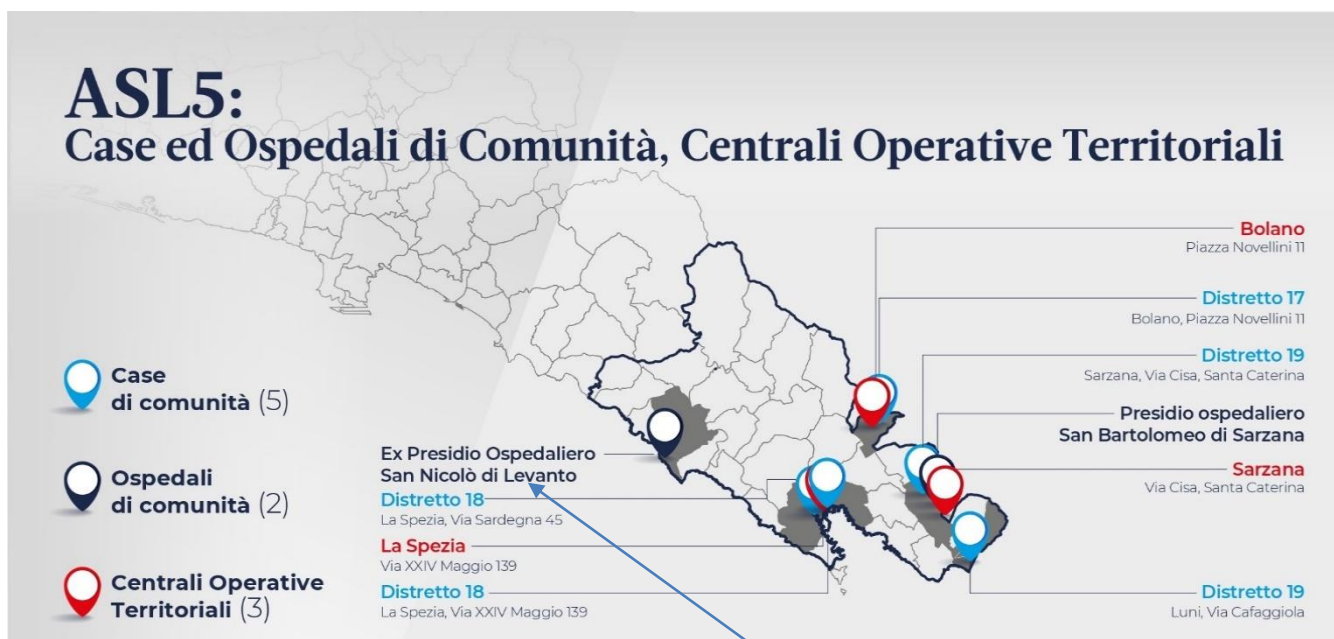 ASL5:
Case ed Ospedali di Comunità, Centrali Operative Territoriali
Case
di comunità (5)
Ospedali
di comunità (2)
Centrali Operative
Territoriali (3)
Ex Presidio Ospedaliero
San Nicolò di Levanto
Distretto 18
La Spezia, Via Sardegna 45
La Spezia
Via XXIV Maggio 139
Distretto 18
La Spezia, Via XXIV Maggio 139
Bolano
Piazza Novellini 11
Distretto 17
Bolano, Piazza Novellini 11
Distretto 19
Sarzana, Via Cisa, Santa Caterina
Presidio ospedaliero
San Bartolomeo di Sarzana
Sarzana
Via Cisa, Santa Caterina
Distretto 19
Luni, Via Cafaggiola